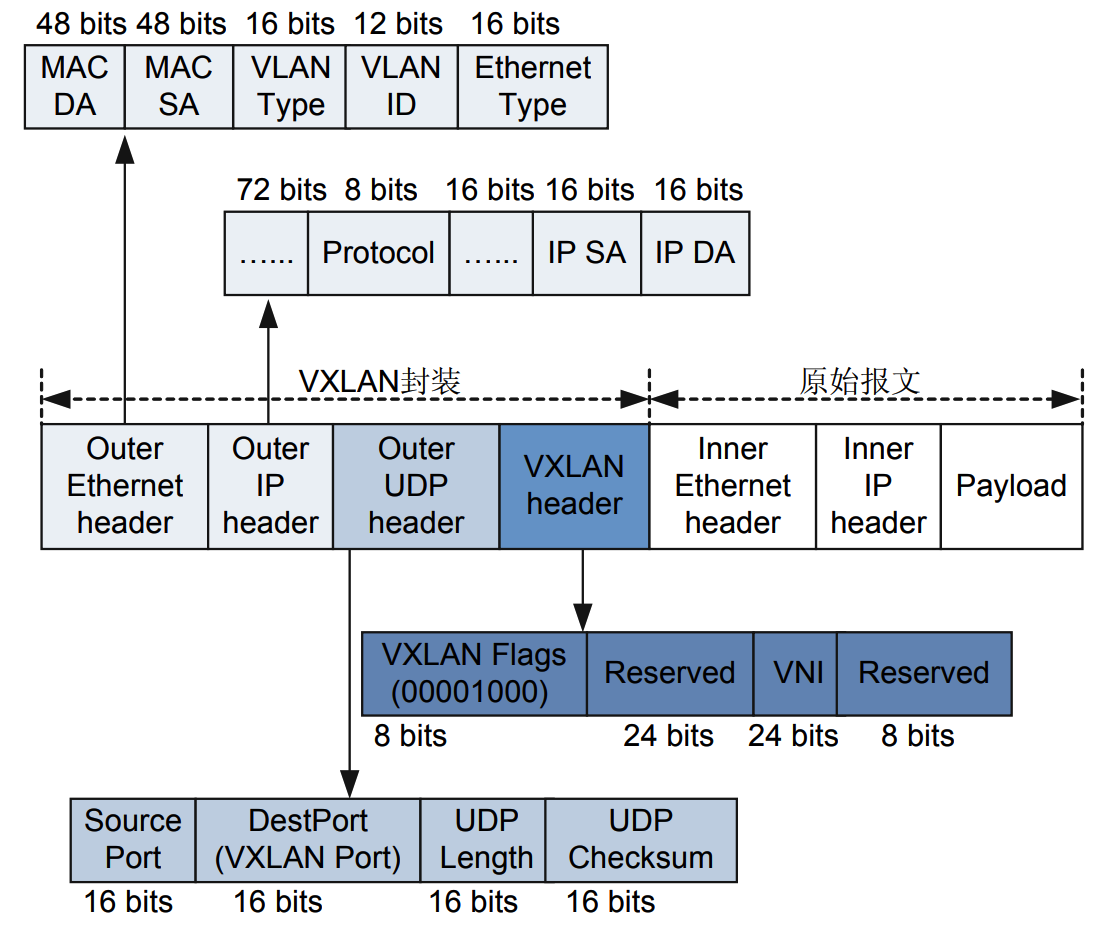 48 bits 48 bits 16 bits 12 bits 16 bits
MAC DA
MAC SA
VLAN Type
VLAN ID
Ethernet Type
72 bits 8 bits 16 bits 16 bits 16 bits
…...
Protocol
…...
IP SA
IP DA
VXLAN封装
原始报文
Outer
Ethernet
header
Outer
IP
header
Outer
UDP
header
VXLAN
header
Inner
Ethernet
header
Inner
IP
header
Payload
VXLAN Flags
(00001000)
Reserved
VNI
Reserved
8 bits 24 bits 24 bits 8 bits
Source
Port
DestPort
(VXLAN Port)
UDP
Length
UDP
Checksum
16 bits 16 bits 16 bits 16 bits